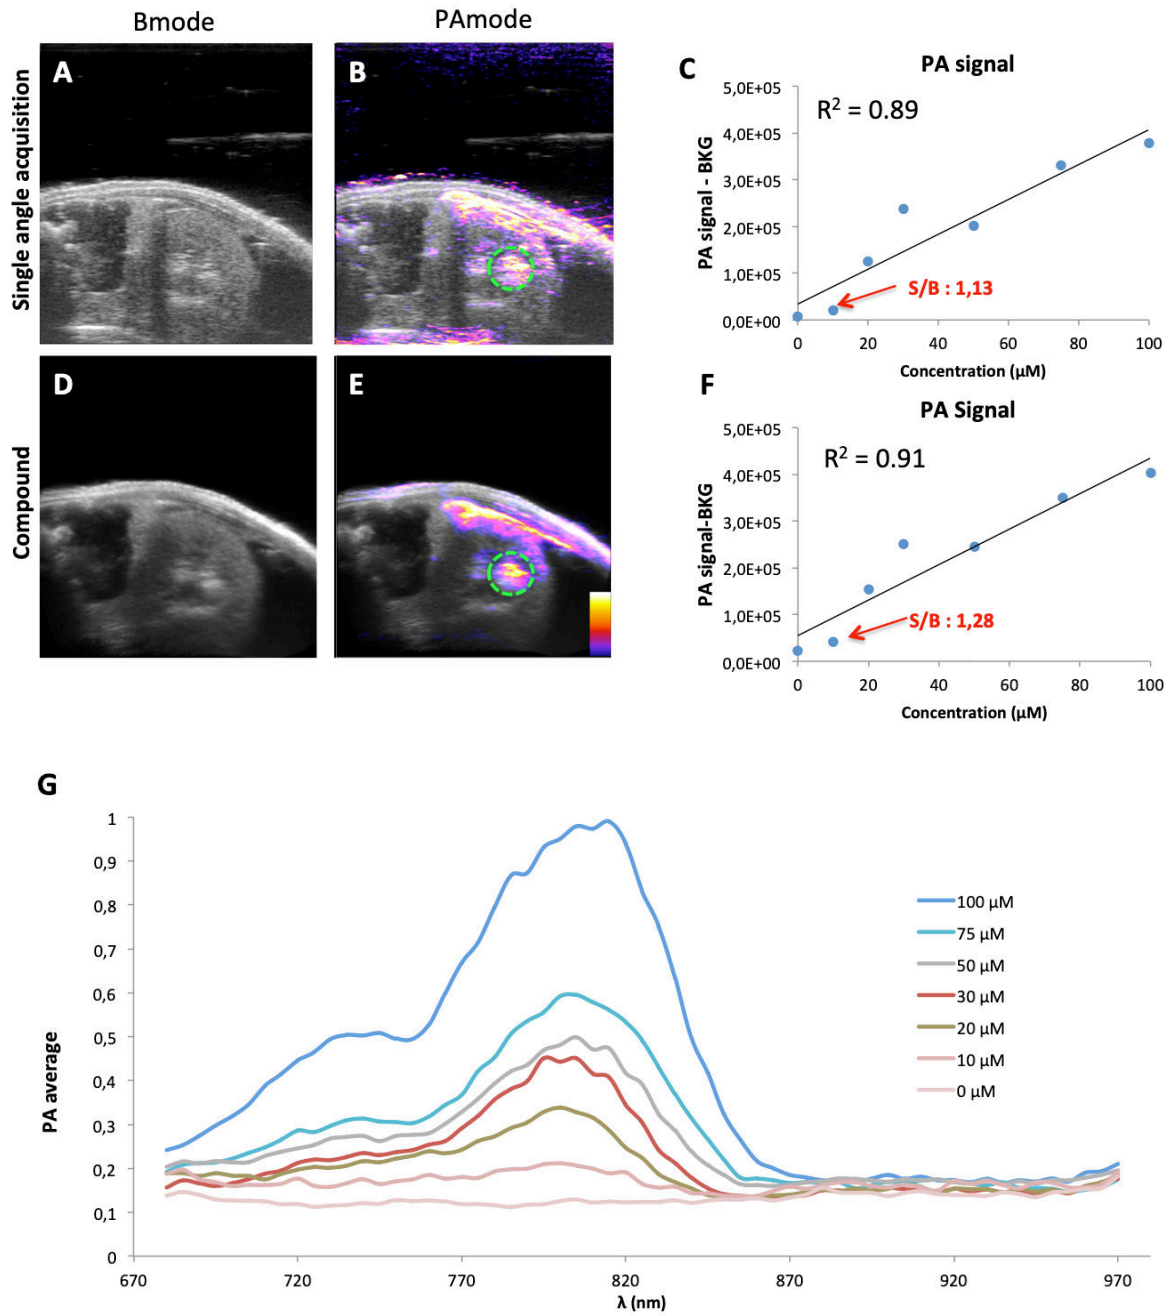 Bmode
PAmode
Single angle acquisition
A
B
C
PA signal
R² = 0.89
PA signal - BKG
5,0E+05
4,0E+05
3,0E+05
2,0E+05
1,0E+05
0,0E+00
S/B : 1,13
0 20 40 60 80 100
Concentration (µM)
Compound
D
E
F
PA Signal
R² = 0.91
PA signal-BKG
5,0E+05
4,0E+05
3,0E+05
2,0E+05
1,0E+05
0,0E+00
S/B : 1,28
0 20 40 60 80 100
Concentration (µM)
G
PA average
1
0,9
0,8
0,7
0,6
0,5
0,4
0,3
0,2
0,1
0
100 µM
75 µM
50 µM
30 µM
20 µM
10 µM
0 µM
670 720 770 820 870 920 970
λ (nm)